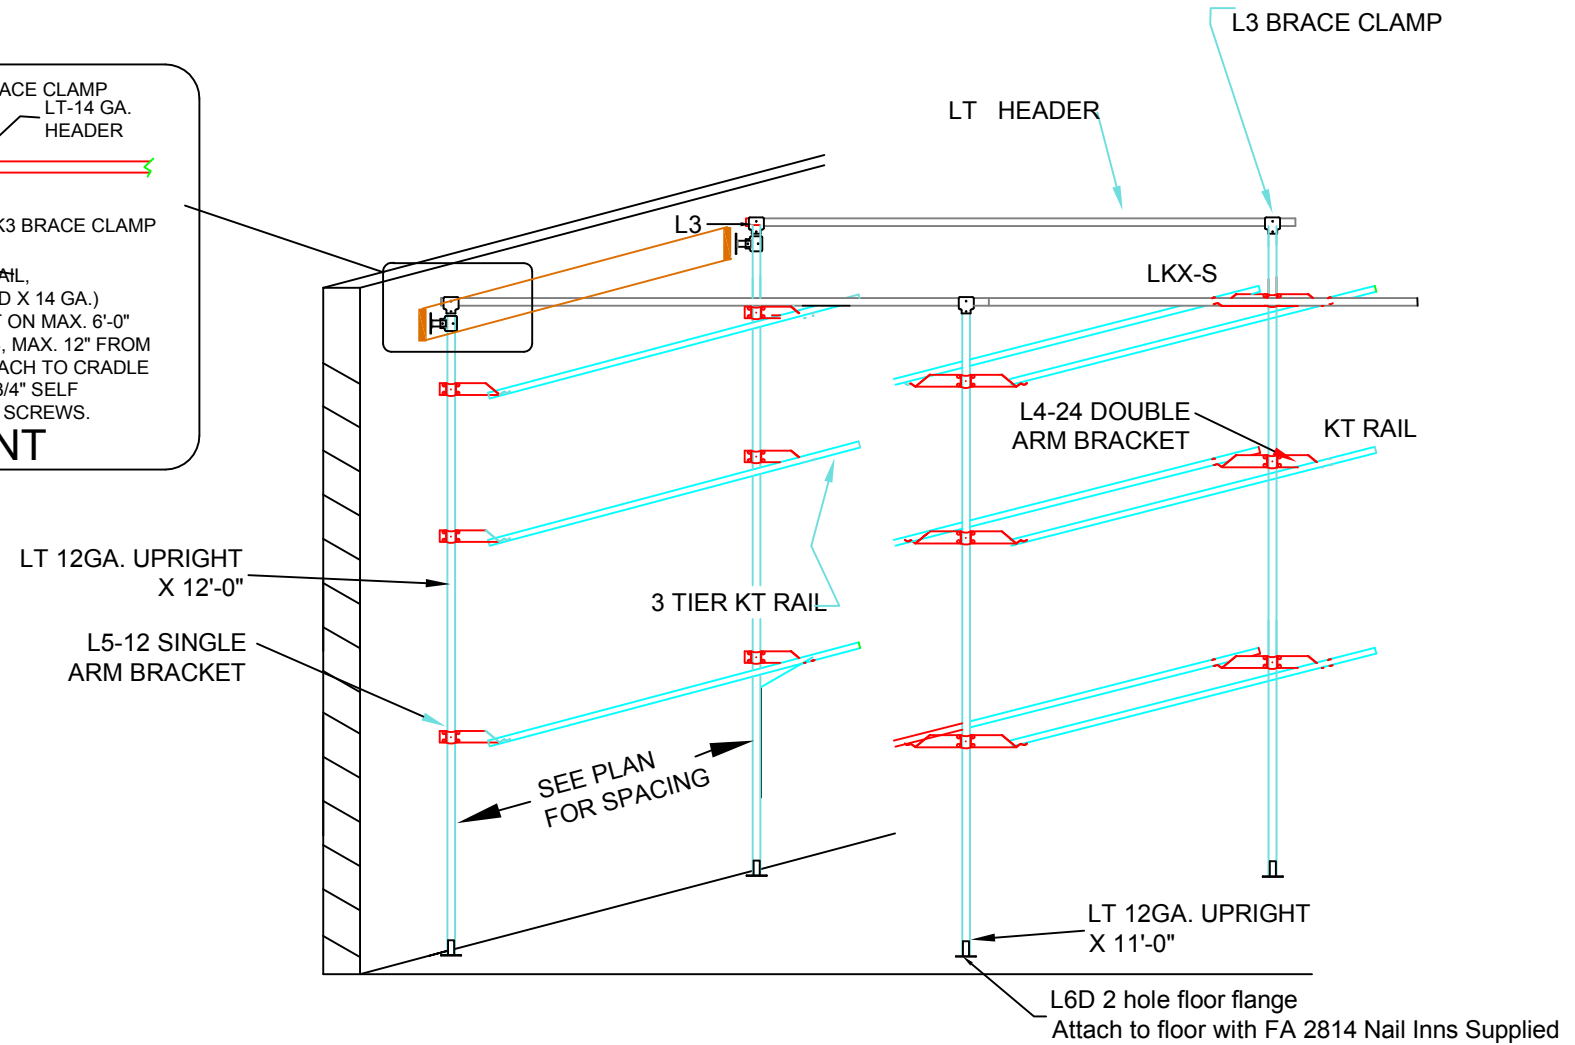 L3 BRACE CLAMP
ACE CLAMP
LT-14 GA.
HEADER
LT HEADER
K3 BRACE CLAMP
L3
AIL,
D X 14 GA.)
T ON MAX. 6'-0"
, MAX. 12" FROM
ACH TO CRADLE
3/4" SELF
SCREWS.
NT
LKX-S
L4-24 DOUBLE
ARM BRACKET
KT RAIL
LT 12GA. UPRIGHT
X 12'-0"
3 TIER KT RAIL
L5-12 SINGLE
ARM BRACKET
SEE PLAN
FOR SPACING
LT 12GA. UPRIGHT
X 11'-0"
L6D 2 hole floor flange
Attach to floor with FA 2814 Nail Inns Supplied